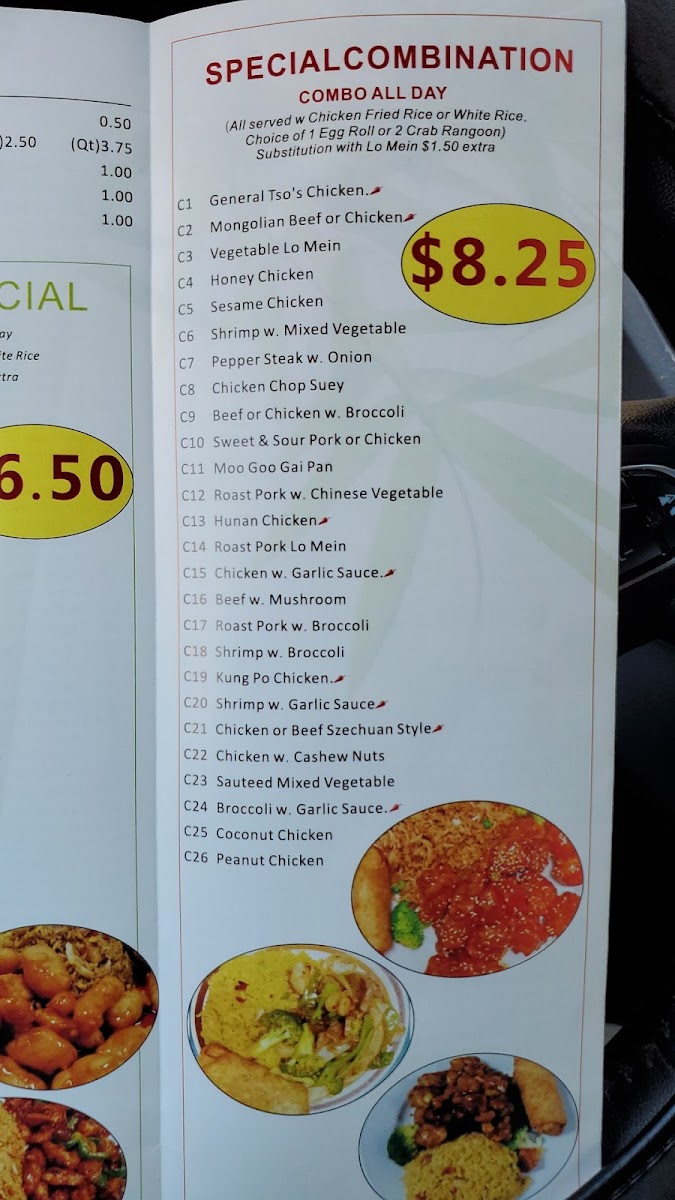 0.50
)2.50 (Qt)3.75
1.00
1.00
1.00
CIAL
ay
ite Rice
tra
6.50
SPECIALCOMBINATION
COMBO ALL DAY
(All served w Chicken Fried Rice or White Rice,
Choice of 1 Egg Roll or 2 Crab Rangoon)
Substitution with Lo Mein $1.50 extra
$8.25
C1 General Tso's Chicken.
C2 Mongolian Beef or Chicken
C3 Vegetable Lo Mein
C4 Honey Chicken
C5 Sesame Chicken
C6 Shrimp w. Mixed Vegetable
C7 Pepper Steak w. Onion
C8 Chicken Chop Suey
C9 Beef or Chicken w. Broccoli
C10 Sweet & Sour Pork or Chicken
C11 Moo Goo Gai Pan
C12 Roast Pork w. Chinese Vegetable
C13 Hunan Chicken
C14 Roast Pork Lo Mein
C15 Chicken w. Garlic Sauce.
C16 Beef w. Mushroom
C17 Roast Pork w. Broccoli
C18 Shrimp w. Broccoli
C19 Kung Po Chicken.
C20 Shrimp w. Garlic Sauce
C21 Chicken or Beef Szechuan Style
C22 Chicken w. Cashew Nuts
C23 Sauteed Mixed Vegetable
C24 Broccoli w. Garlic Sauce.
C25 Coconut Chicken
C26 Peanut Chicken